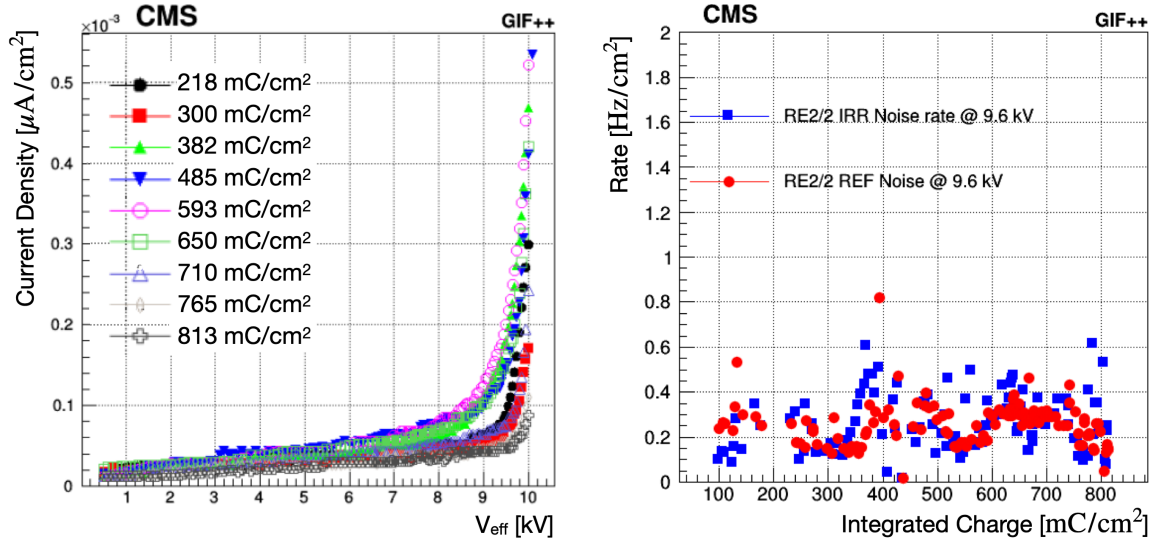 ×10⁻³ CMS GIF++
Current Density [μA/cm²]
0.5
0.4
0.3
0.2
0.1
0
218 mC/cm²
300 mC/cm²
382 mC/cm²
485 mC/cm²
593 mC/cm²
650 mC/cm²
710 mC/cm²
765 mC/cm²
813 mC/cm²
1 2 3 4 5 6 7 8 9 10
V_eff [kV]
CMS GIF++
Rate [Hz/cm²]
2
1.8
1.6
1.4
1.2
1
0.8
0.6
0.4
0.2
0
RE2/2 IRR Noise rate @ 9.6 kV
RE2/2 REF Noise @ 9.6 kV
100 200 300 400 500 600 700 800
Integrated Charge [mC/cm²]